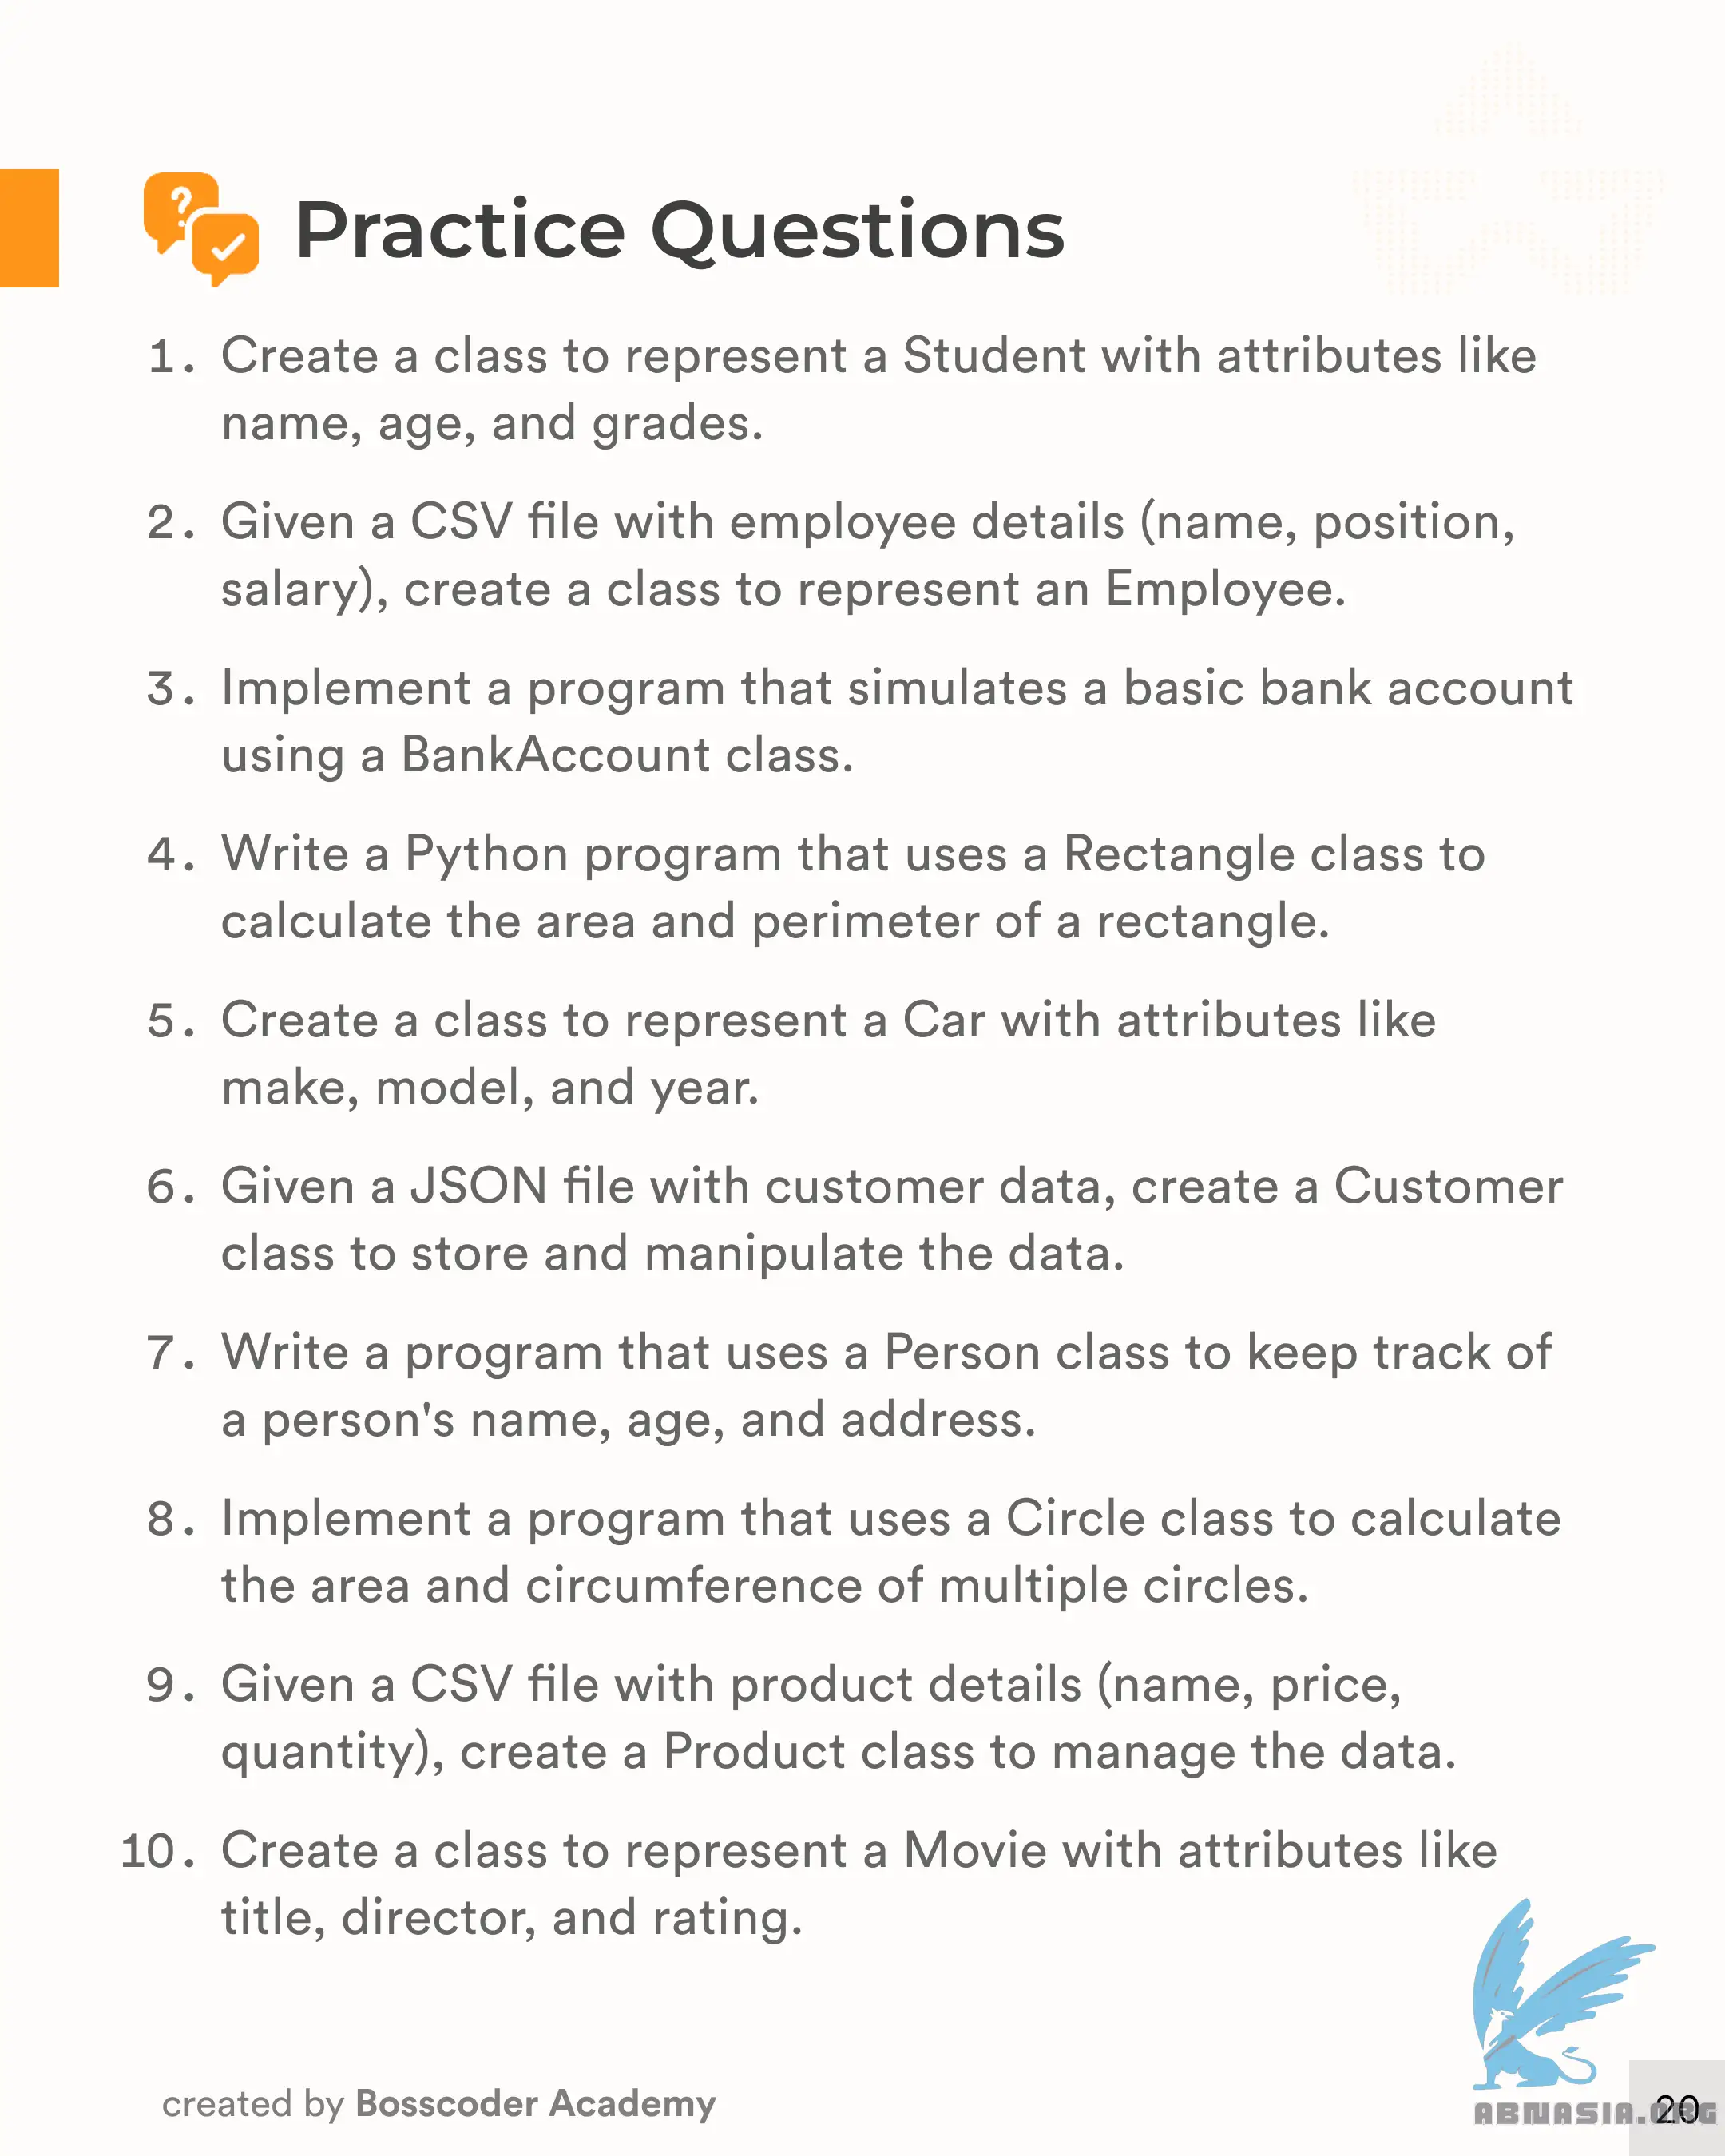 Practice Questions
1. Create a class to represent a Student with attributes like
name, age, and grades.
2. Given a CSV file with employee details (name, position,
salary), create a class to represent an Employee.
3. Implement a program that simulates a basic bank account
using a BankAccount class.
4. Write a Python program that uses a Rectangle class to
calculate the area and perimeter of a rectangle.
5. Create a class to represent a Car with attributes like
make, model, and year.
6. Given a JSON file with customer data, create a Customer
class to store and manipulate the data.
7. Write a program that uses a Person class to keep track of
a person's name, age, and address.
8. Implement a program that uses a Circle class to calculate
the area and circumference of multiple circles.
9. Given a CSV file with product details (name, price,
quantity), create a Product class to manage the data.
10. Create a class to represent a Movie with attributes like
title, director, and rating.
created by Bosscoder Academy
ABNASIA.ORG
20